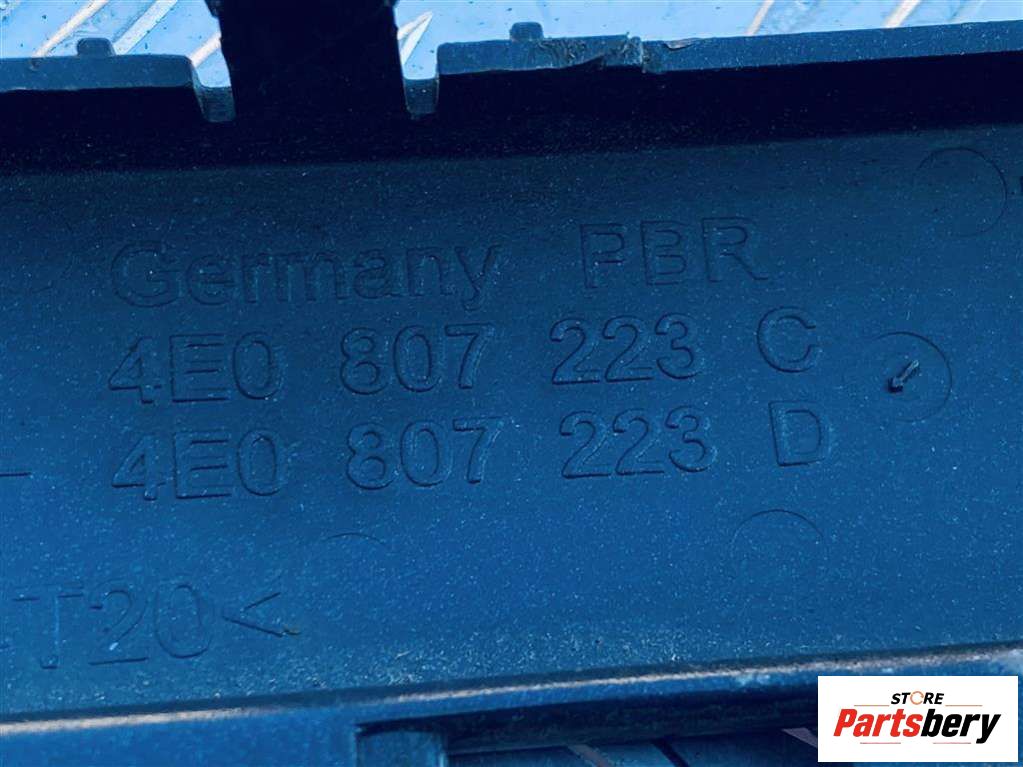 Germany PBR
4E0 807 223 C
4E0 807 223 D
T20<
STORE
Partsbery